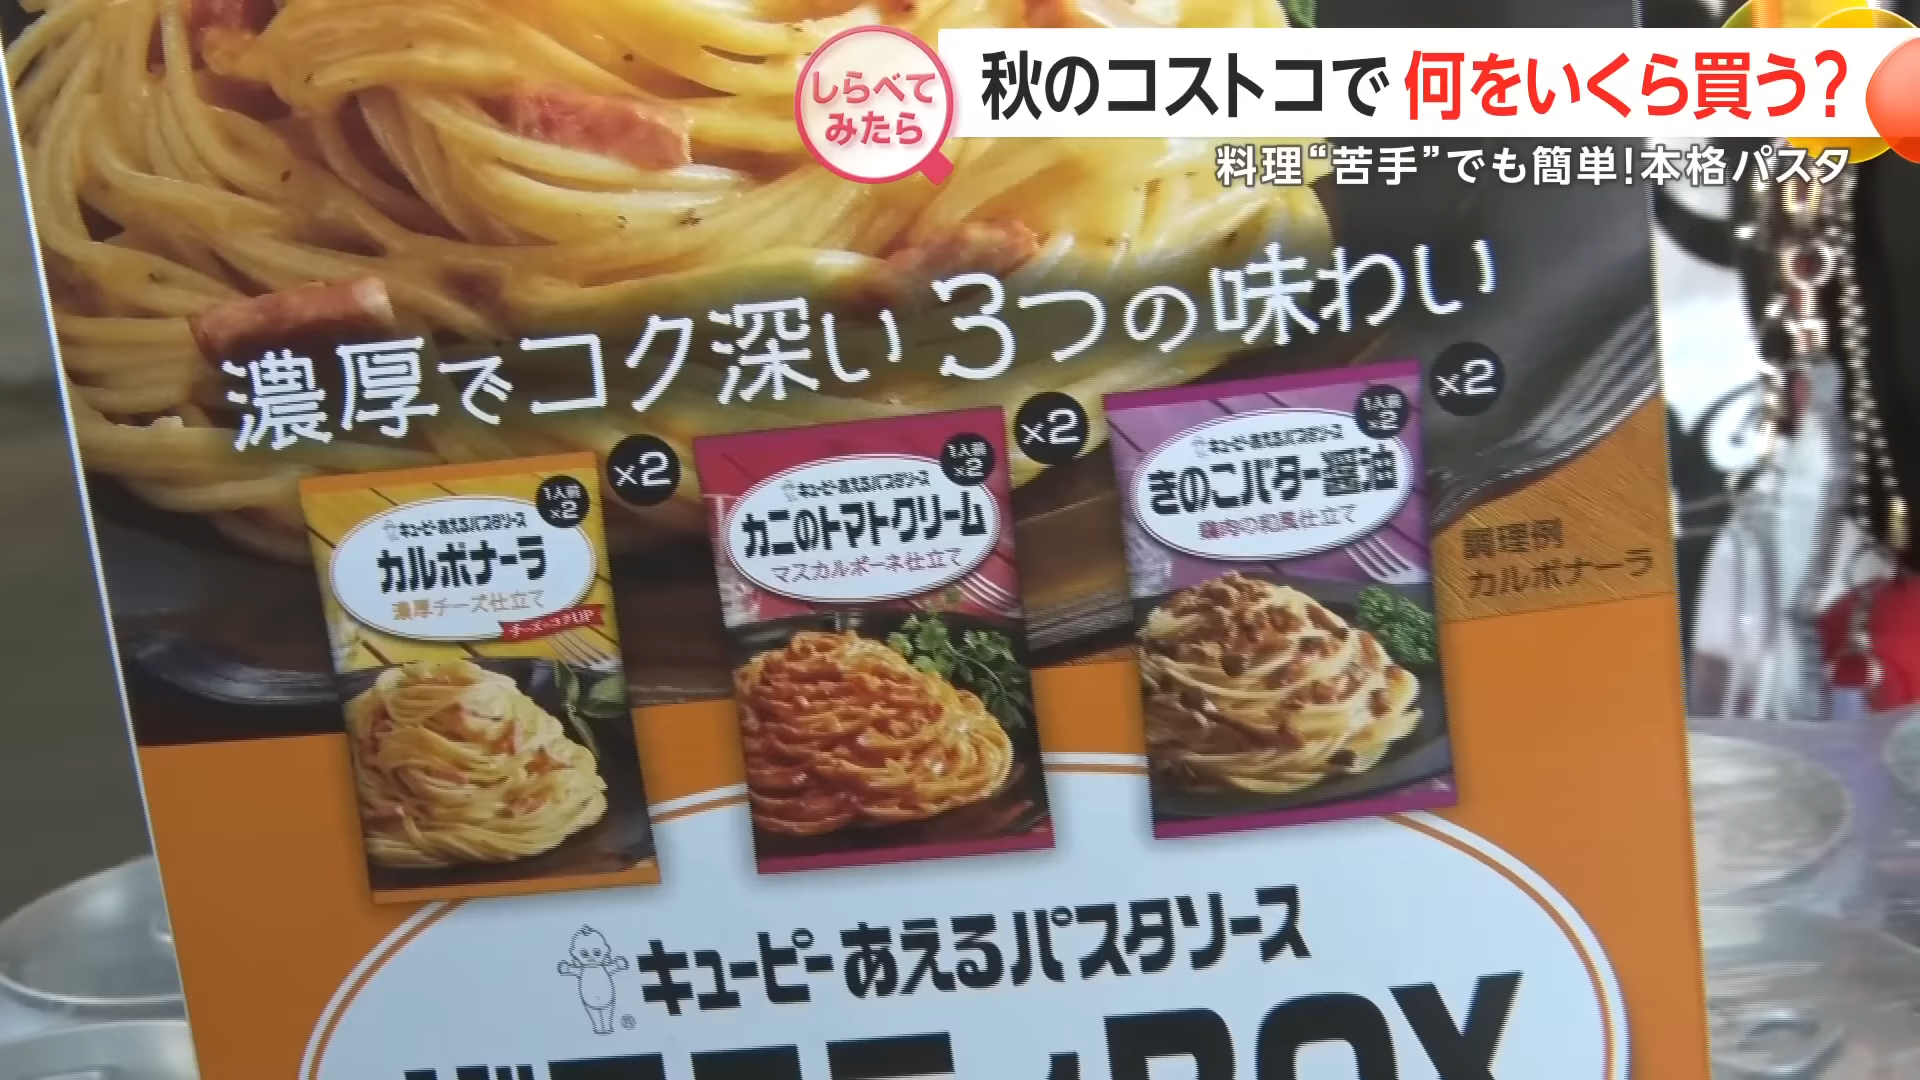 しらべて
みたら
秋のコストコで 何をいくら買う?
料理“苦手”でも簡単!本格パスタ
濃厚でコク深い3つの味わい
×2
×2
×2
1人前
×2
キユーピーあえるパスタソース
カルボナーラ
濃厚チーズ仕立て
チーズのコクUP
1人前
×2
キユーピーあえるパスタソース
カニのトマトクリーム
マスカルポーネ仕立て
1人前
×2
キユーピーあえるパスタソース
きのこバター醤油
鶏肉の和風仕立て
調理例
カルボナーラ
キユーピーあえるパスタソース
BOX